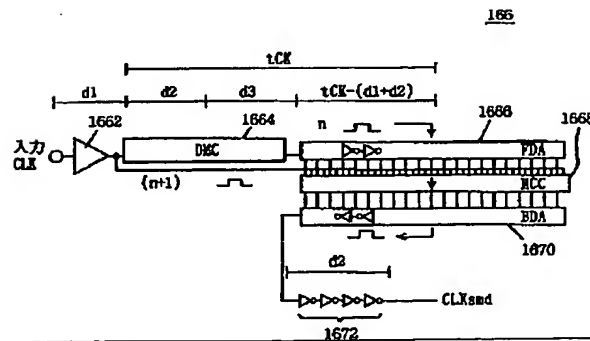 166
tCK
d1 d2 d3 tCK-(d1+d2)
1662 1664 n 1666 1668
入力
CLK
DMC FDA
(n+1) MCC
BDA
1670
d2
CLKsmd
1672